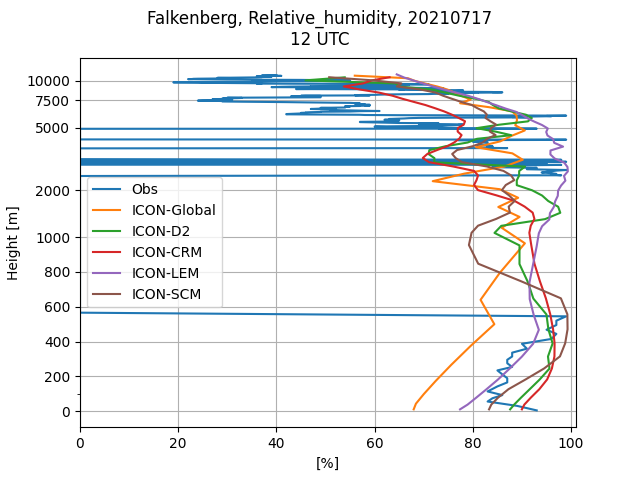 Falkenberg, Relative_humidity, 20210717
12 UTC
Height [m]
10000
7500
5000
2000
1000
800
600
400
200
0
Obs
ICON-Global
ICON-D2
ICON-CRM
ICON-LEM
ICON-SCM
0 20 40 60 80 100
[%]